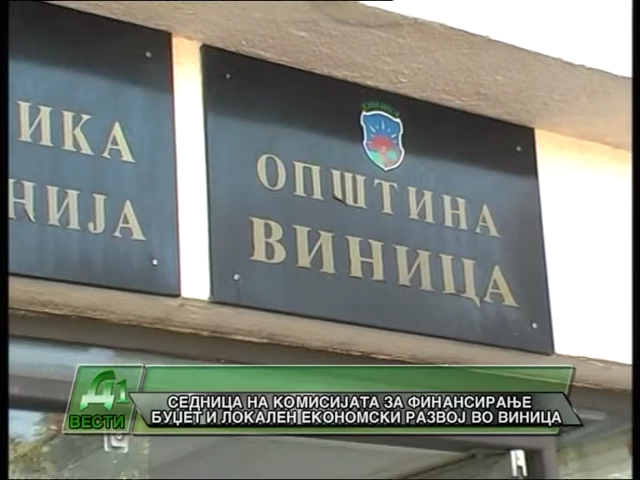 ИКА
НИЈА
ОПШТИНА
ВИНИЦА
Д1
ВЕСТИ
СЕДНИЦА НА КОМИСИЈАТА ЗА ФИНАНСИРАЊЕ
БУЏЕТ И ЛОКАЛЕН ЕКОНОМСКИ РАЗВОЈ ВО ВИНИЦА